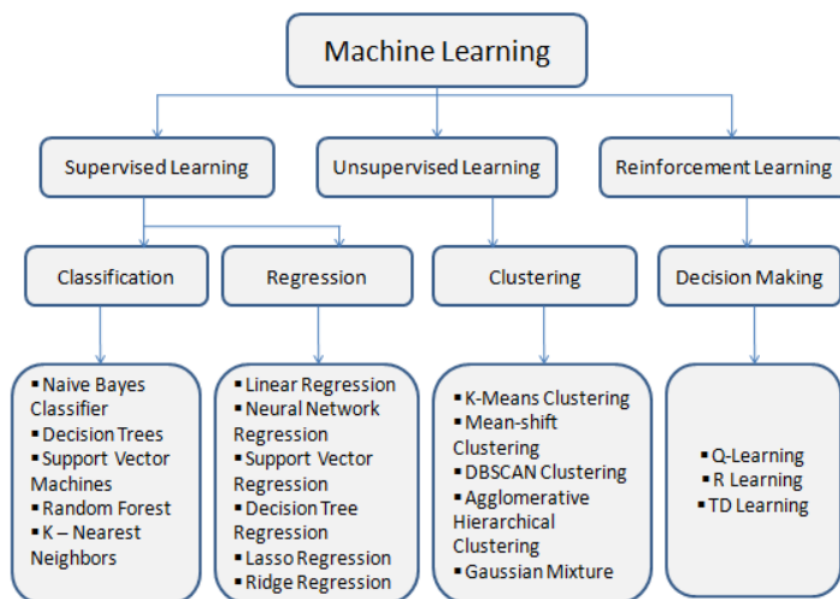 Machine Learning
Supervised Learning
Unsupervised Learning
Reinforcement Learning
Classification
Regression
Clustering
Decision Making
▪ Naive Bayes
Classifier
▪ Decision Trees
▪ Support Vector
Machines
▪ Random Forest
▪ K – Nearest
Neighbors
▪ Linear Regression
▪ Neural Network
Regression
▪ Support Vector
Regression
▪ Decision Tree
Regression
▪ Lasso Regression
▪ Ridge Regression
▪ K-Means Clustering
▪ Mean-shift
Clustering
▪ DBSCAN Clustering
▪ Agglomerative
Hierarchical
Clustering
▪ Gaussian Mixture
▪ Q-Learning
▪ R Learning
▪ TD Learning